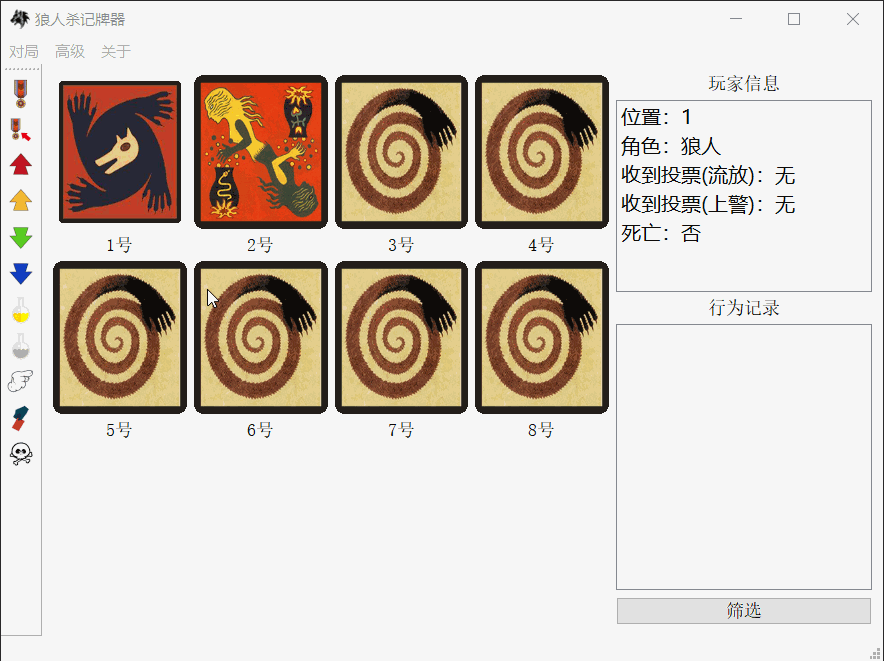 狼人杀记牌器
对局 高级 关于
1号 2号 3号 4号
5号 6号 7号 8号
玩家信息
位置：1
角色：狼人
收到投票(流放)：无
收到投票(上警)：无
死亡：否
行为记录
筛选